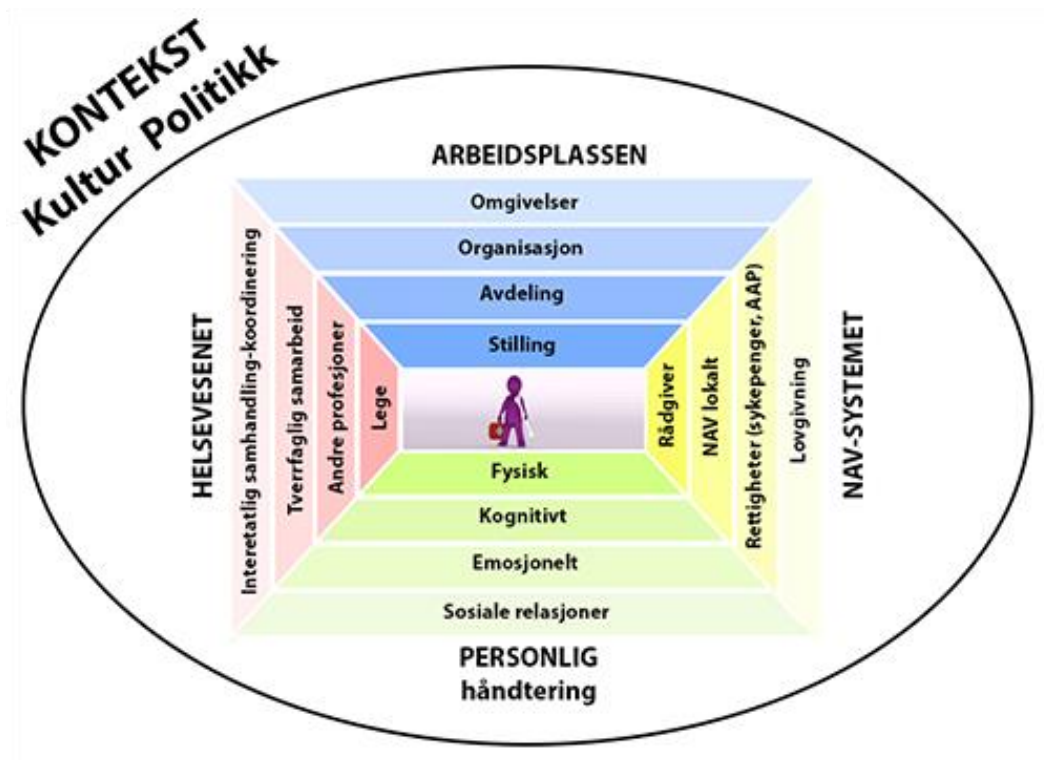 KONTEKST
Kultur Politikk
ARBEIDSPLASSEN
Omgivelser
Organisasjon
Avdeling
Stilling
HELSEVESENET
Interetatlig samhandling-koordinering
Tverrfaglig samarbeid
Andre profesjoner
Lege
Rådgiver
NAV lokalt
Rettigheter (sykepenger, AAP)
Lovgivning
NAV-SYSTEMET
Fysisk
Kognitivt
Emosjonelt
Sosiale relasjoner
PERSONLIG
håndtering